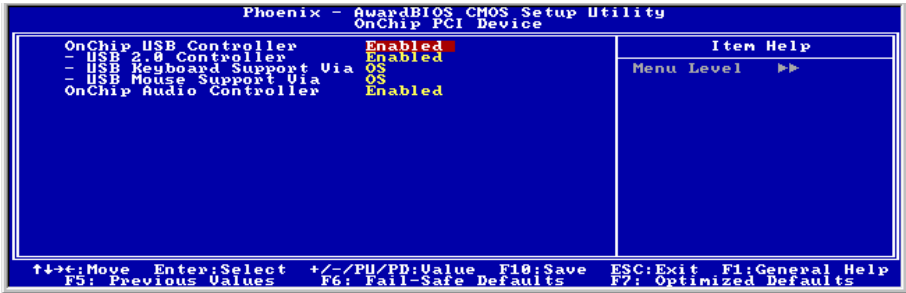 Phoenix - AwardBIOS CMOS Setup Utility
OnChip PCI Device
OnChip USB Controller Enabled
- USB 2.0 Controller Enabled
- USB Keyboard Support Via OS
- USB Mouse Support Via OS
OnChip Audio Controller Enabled
Item Help
Menu Level ▶▶
↑↓→←:Move Enter:Select +/-/PU/PD:Value F10:Save ESC:Exit F1:General Help
F5: Previous Values F6: Fail-Safe Defaults F7: Optimized Defaults